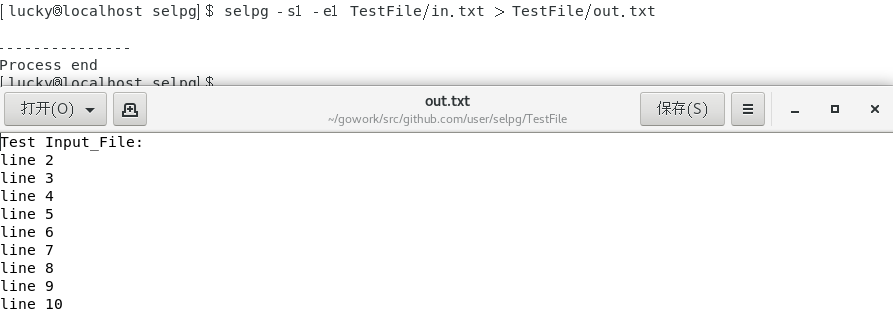 [lucky@localhost selpg]$ selpg -s1 -e1 TestFile/in.txt > TestFile/out.txt
---------------
Process end
[lucky@localhost selpg]$
打开(O)
out.txt
~/gowork/src/github.com/user/selpg/TestFile
保存(S)
Test Input_File:
line 2
line 3
line 4
line 5
line 6
line 7
line 8
line 9
line 10